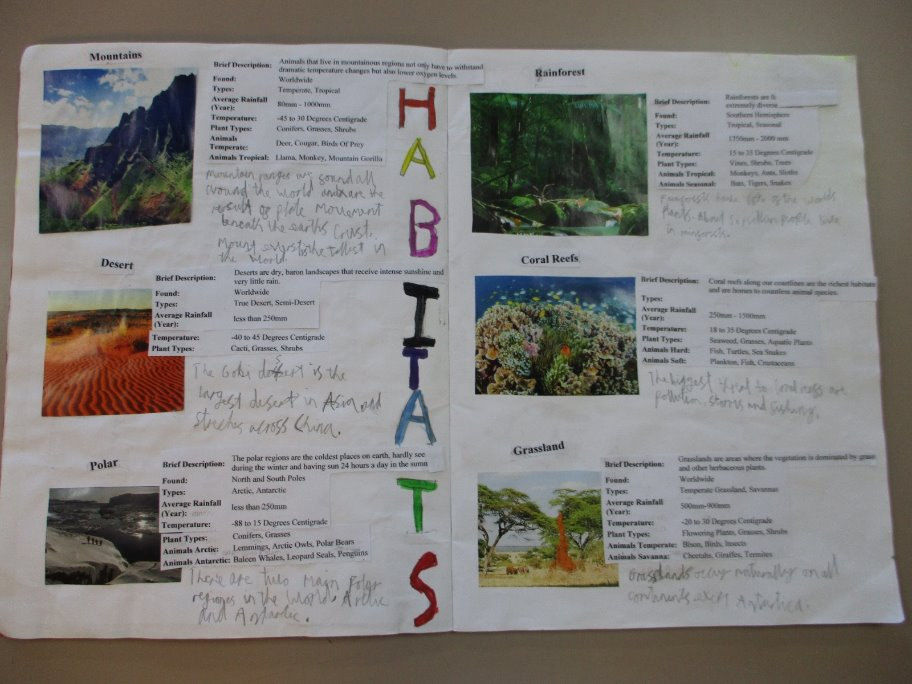 Mountains
Brief Description: Animals that live in mountainous regions not only have to withstand
dramatic temperature changes but also lower oxygen levels.
Found: Worldwide
Types: Temperate, Tropical
Average Rainfall (Year): 80mm - 1000mm
Temperature: -45 to 30 Degrees Centigrade
Plant Types: Conifers, Grasses, Shrubs
Animals Temperate: Deer, Cougar, Birds Of Prey
Animals Tropical: Llama, Monkey, Mountain Gorilla
Mountain ranges are found all
around the world and are the
result of plate Movement
beneath the earths Crust.
Mount everst is the tallest in
the World.
Desert
Brief Description: Deserts are dry, baron landscapes that receive intense sunshine and
very little rain.
Found: Worldwide
Types: True Desert, Semi-Desert
Average Rainfall (Year): less than 250mm
Temperature: -40 to 45 Degrees Centigrade
Plant Types: Cacti, Grasses, Shrubs
The Gobi desert is the
largest desert in Asia and
streches across China.
Polar
Brief Description: The polar regions are the coldest places on earth, hardly see
during the winter and having sun 24 hours a day in the sumn
Found: North and South Poles
Types: Arctic, Antarctic
Average Rainfall (Year): less than 250mm
Temperature: -88 to 15 Degrees Centigrade
Plant Types: Conifers, Grasses
Animals Arctic: Lemmings, Arctic Owls, Polar Bears
Animals Antarctic: Baleen Whales, Leopard Seals, Penguins
There are two Major Polar
regions in the World, Arctic
and Antarctic.
HABITATS
Rainforest
Brief Description: Rainforests are
extremely diverse
Found: Southern Hemisphere
Types: Tropical, Seasonal
Average Rainfall (Year): 1750mm - 2000 mm
Temperature: 15 to 35 Degrees Centigrade
Plant Types: Vines, Shrubs, Trees
Animals Tropical: Monkeys, Ants, Sloths
Animals Seasonal: Bats, Tigers, Snakes
of the worlds
Plants. About million people live
in
Coral Reefs
Brief Description: Coral reefs along our coastlines are the richest habitats
and are homes to countless animal species.
Found:
Types:
Average Rainfall (Year): 250mm - 1500mm
Temperature: 18 to 35 Degrees Centigrade
Plant Types: Seaweed, Grasses, Aquatic Plants
Animals Hard: Fish, Turtles, Sea Snakes
Animals Soft: Plankton, Fish, Crustaceans
The biggest to Coral are
pollution, Storms and fishing.
Grassland
Brief Description: Grasslands are areas where the vegetation is dominated by grass
and other herbaceous plants.
Found: Worldwide
Types: Temperate Grassland, Savannas
Average Rainfall (Year): 500mm-900mm
Temperature: -20 to 30 Degrees Centigrade
Plant Types: Flowering Plants, Grasses, Shrubs
Animals Temperate: Bison, Birds, Insects
Animals Savanna: Cheetahs, Giraffes, Termites
Grasslands occur naturally on all
continents exept Antartica.